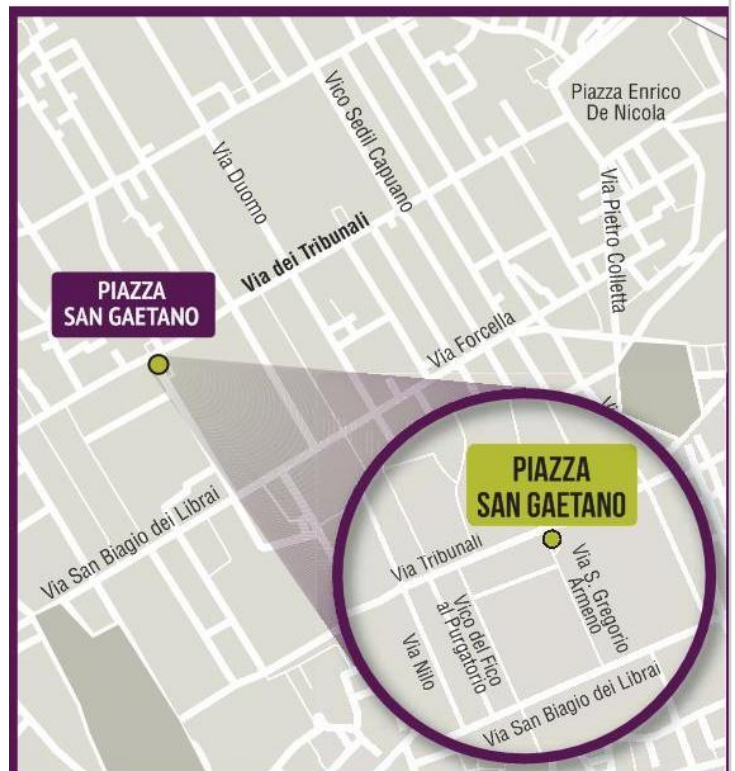 Piazza Enrico
De Nicola
Vico Sedil Capuano
Via Duomo
Via Pietro Colletta
Via dei Tribunali
PIAZZA
SAN GAETANO
Via Forcella
Via San Biagio dei Librai
PIAZZA
SAN GAETANO
Via Tribunali
Via S. Gregorio
Armeno
Vico del Fico
al Purgatorio
Via Nilo
Via San Biagio dei Librai